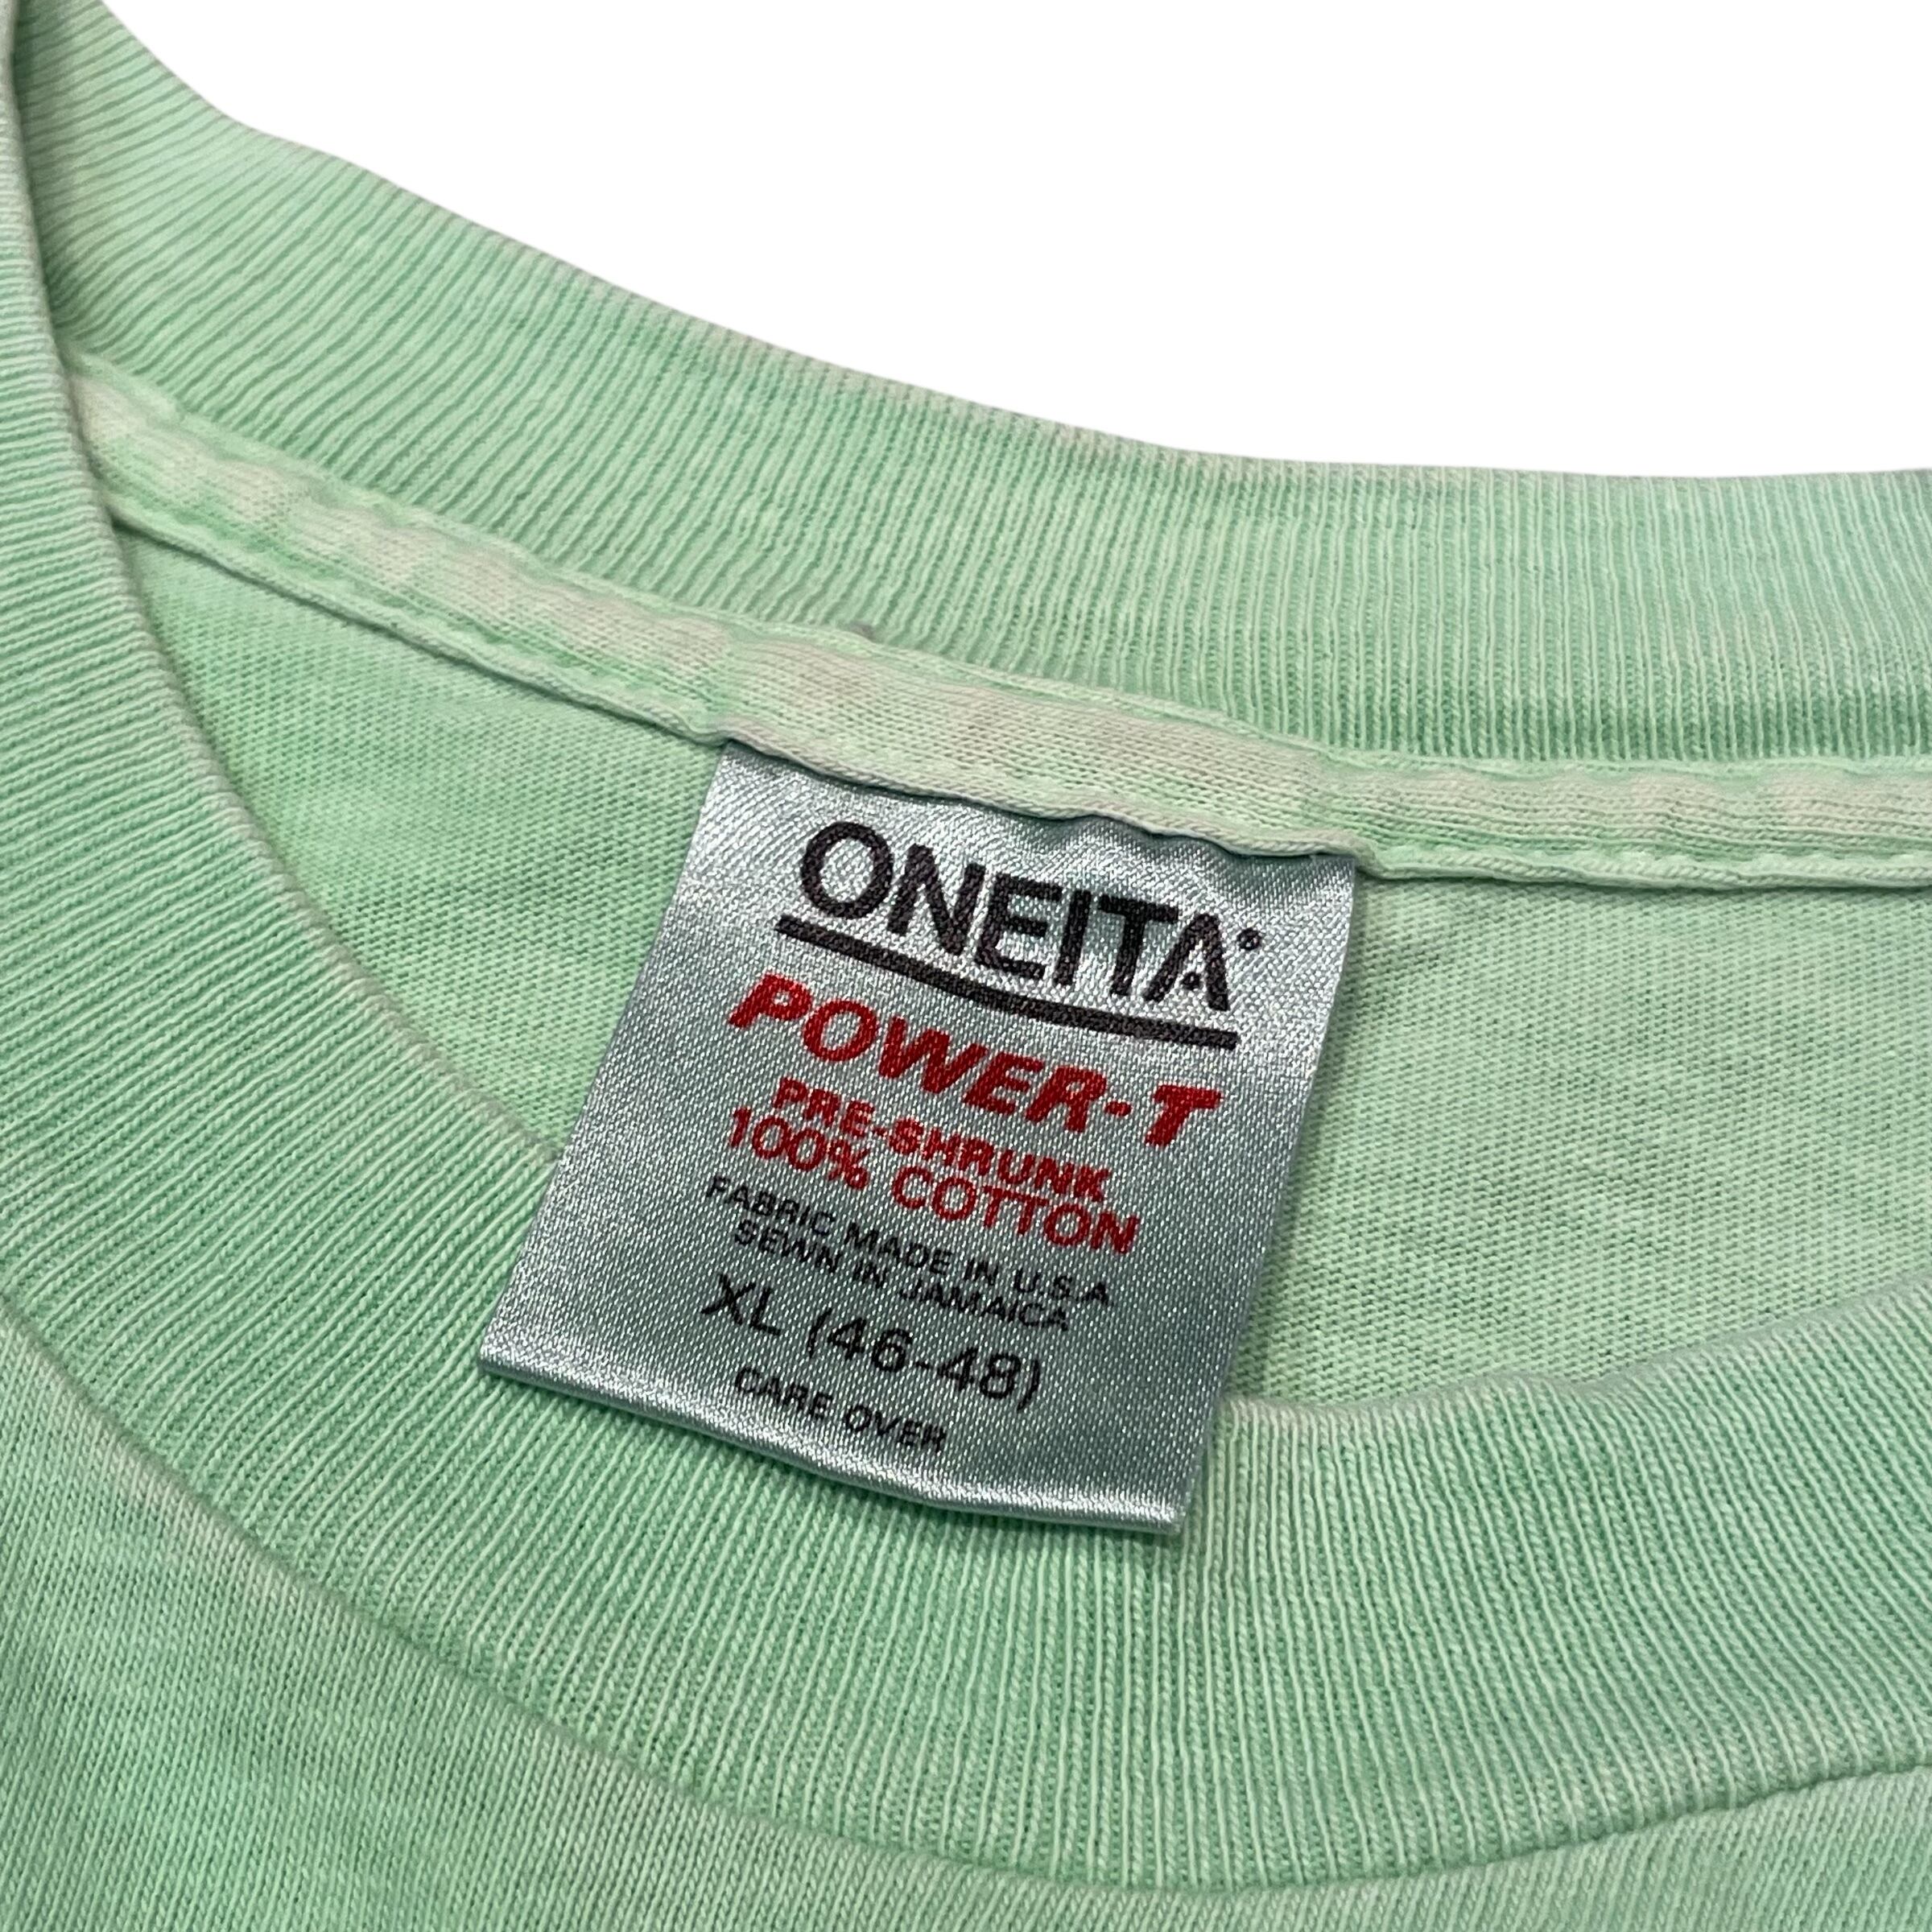 ONEITA®
POWER-T
PRE-SHRUNK
100% COTTON
FABRIC MADE IN U.S.A
SEWN IN JAMAICA
XL (46-48)
CARE OVER